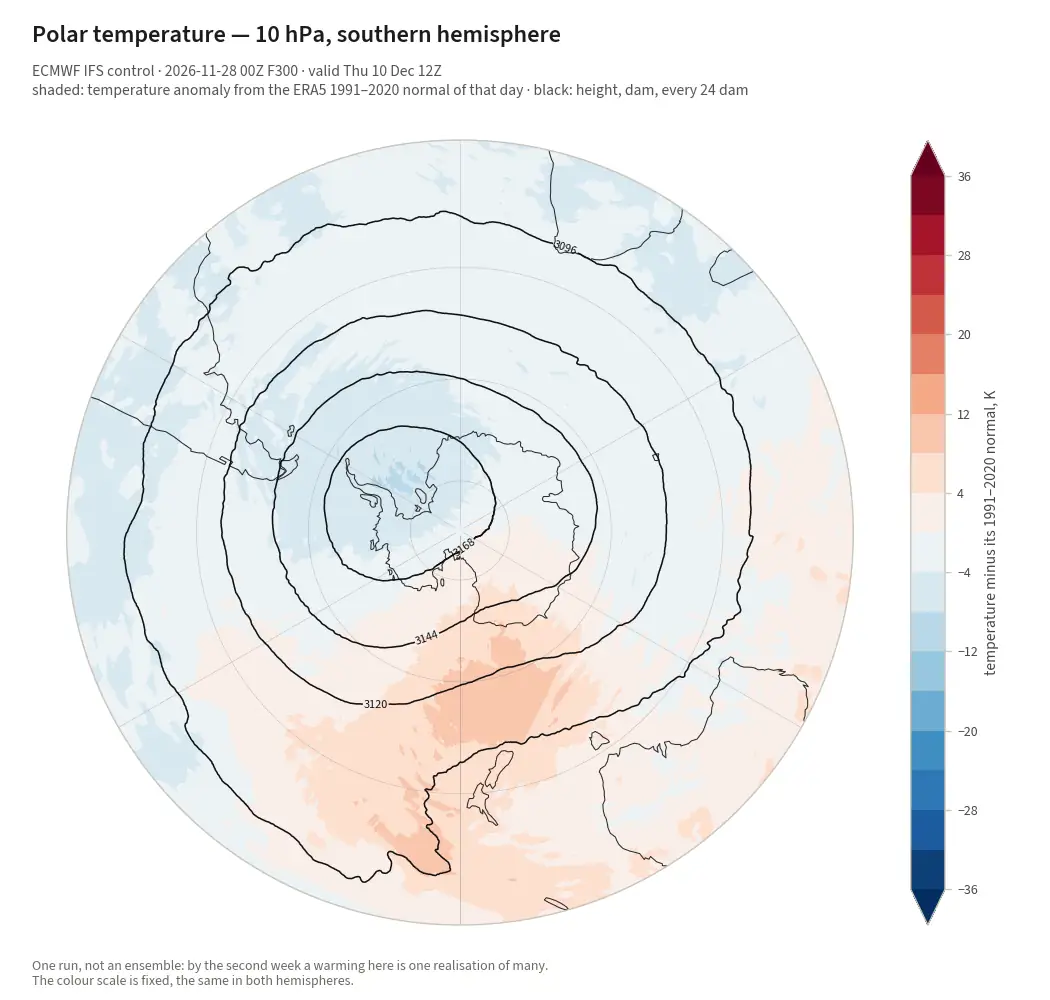 Polar temperature — 10 hPa, southern hemisphere
ECMWF IFS control · 2026-11-28 00Z F300 · valid Thu 10 Dec 12Z
shaded: temperature anomaly from the ERA5 1991–2020 normal of that day · black: height, dam, every 24 dam
3096
3168
3144
3120
36
28
20
12
4
−4
−12
−20
−28
−36
temperature minus its 1991–2020 normal, K
One run, not an ensemble: by the second week a warming here is one realisation of many.
The colour scale is fixed, the same in both hemispheres.